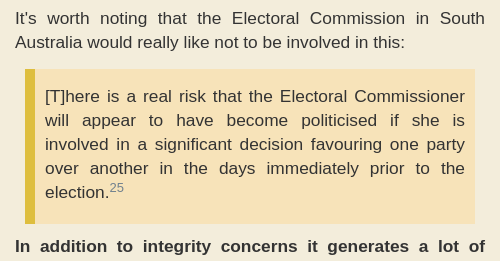 It's worth noting that the Electoral Commission in South
Australia would really like not to be involved in this:
[T]here is a real risk that the Electoral Commissioner
will appear to have become politicised if she is
involved in a significant decision favouring one party
over another in the days immediately prior to the
election.25
In addition to integrity concerns it generates a lot of